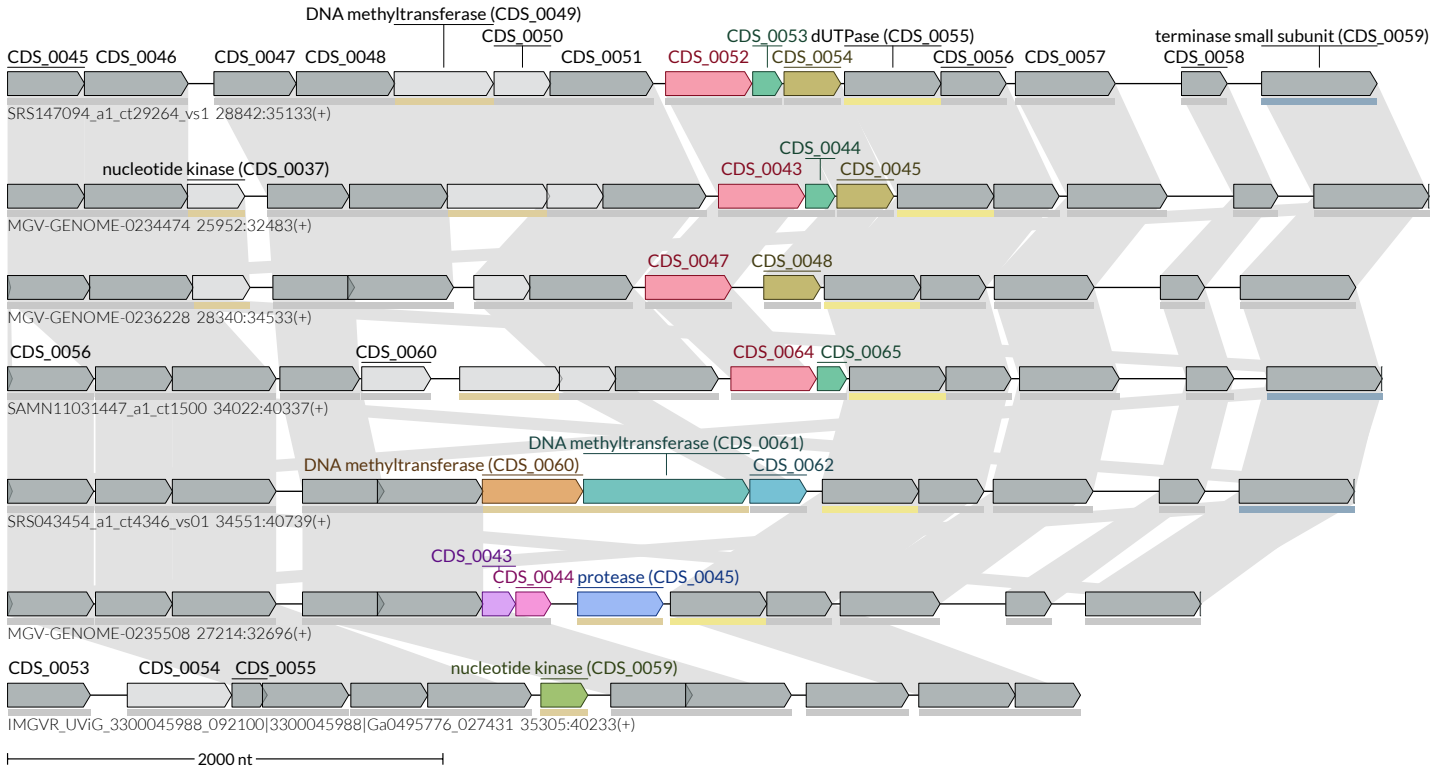 DNA methyltransferase (CDS_0049)
CDS_0050 CDS_0053 dUTPase (CDS_0055) terminase small subunit (CDS_0059)
CDS_0045 CDS_0046 CDS_0047 CDS_0048 CDS_0051 CDS_0052 CDS_0054 CDS_0056 CDS_0057 CDS_0058
SRS147094_a1_ct29264_vs1 28842:35133(+)
CDS_0044
nucleotide kinase (CDS_0037) CDS_0043 CDS_0045
MGV-GENOME-0234474 25952:32483(+)
CDS_0047 CDS_0048
MGV-GENOME-0236228 28340:34533(+)
CDS_0056 CDS_0060 CDS_0064 CDS_0065
SAMN11031447_a1_ct1500 34022:40337(+)
DNA methyltransferase (CDS_0061)
DNA methyltransferase (CDS_0060) CDS_0062
SRS043454_a1_ct4346_vs01 34551:40739(+)
CDS_0043
CDS_0044 protease (CDS_0045)
MGV-GENOME-0235508 27214:32696(+)
CDS_0053 CDS_0054 CDS_0055 nucleotide kinase (CDS_0059)
IMGVR_UViG_3300045988_092100|3300045988|Ga0495776_027431 35305:40233(+)
2000 nt